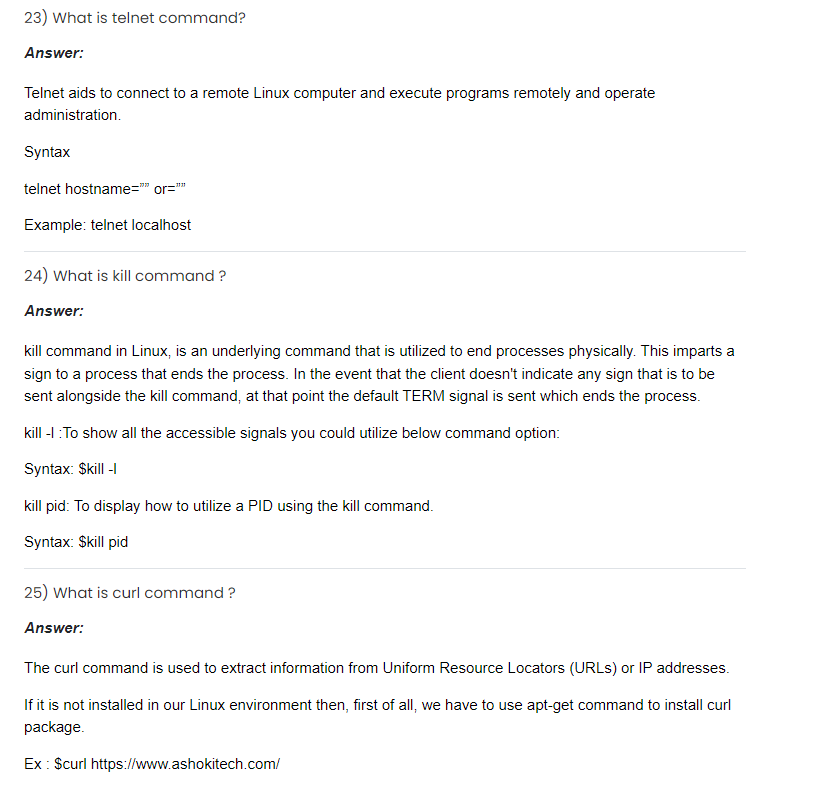 23) What is telnet command?
Answer:
Telnet aids to connect to a remote Linux computer and execute programs remotely and operate
administration.
Syntax
telnet hostname=”” or=””
Example: telnet localhost
24) What is kill command ?
Answer:
kill command in Linux, is an underlying command that is utilized to end processes physically. This imparts a
sign to a process that ends the process. In the event that the client doesn't indicate any sign that is to be
sent alongside the kill command, at that point the default TERM signal is sent which ends the process.
kill -l :To show all the accessible signals you could utilize below command option:
Syntax: $kill -l
kill pid: To display how to utilize a PID using the kill command.
Syntax: $kill pid
25) What is curl command ?
Answer:
The curl command is used to extract information from Uniform Resource Locators (URLs) or IP addresses.
If it is not installed in our Linux environment then, first of all, we have to use apt-get command to install curl
package.
Ex : $curl https://www.ashokitech.com/